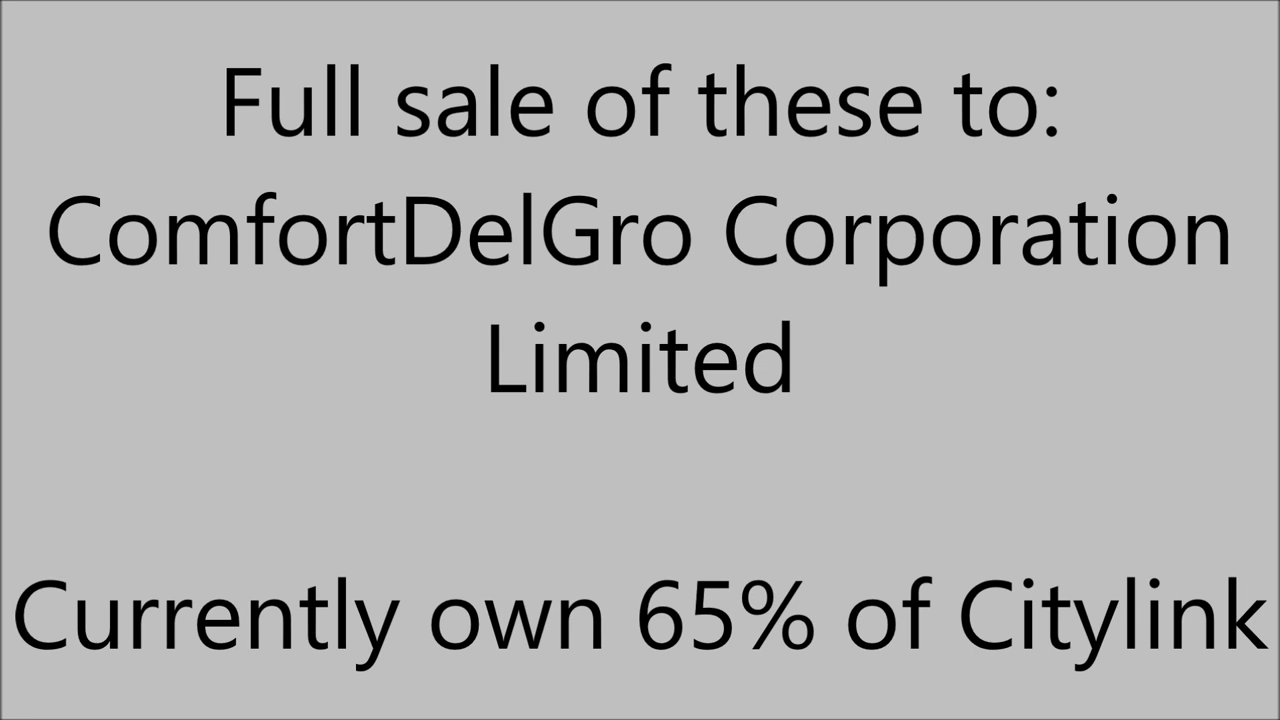 Full sale of these to:
ComfortDelGro Corporation
Limited
Currently own 65% of Citylink